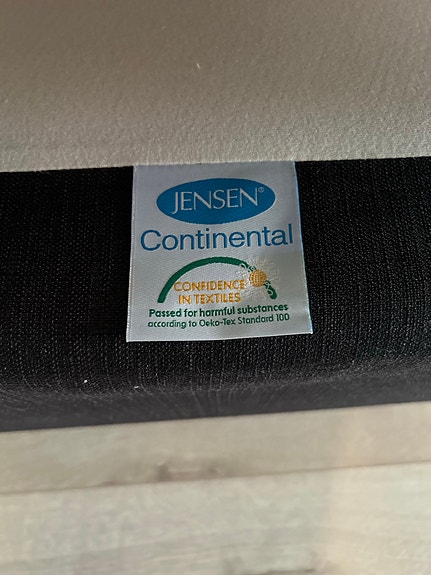 JENSEN®
Continental
CONFIDENCE
IN TEXTILES
Passed for harmful substances
according to Oeko-Tex Standard 100